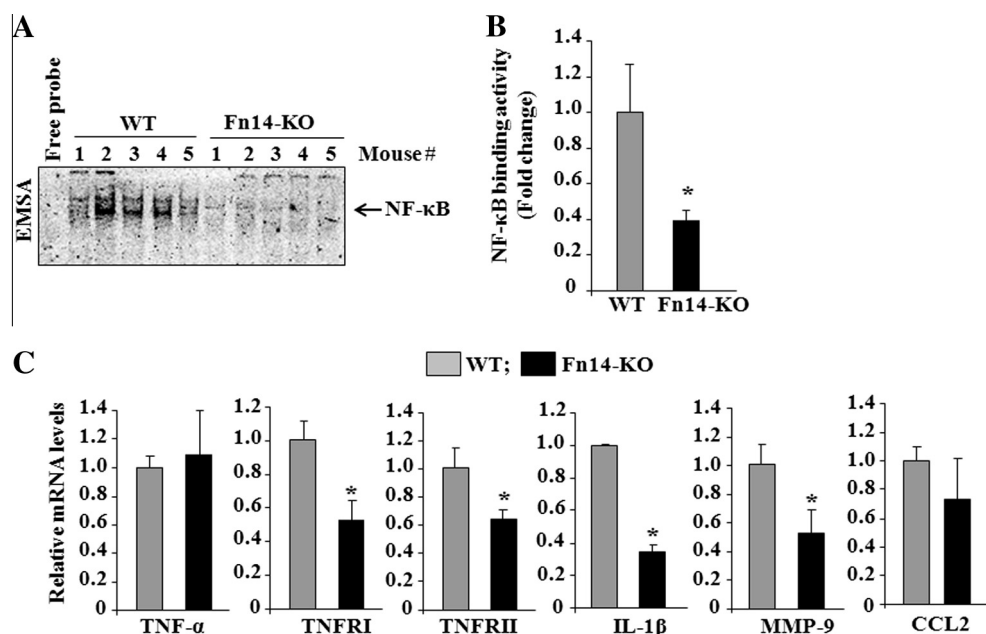 A
Free probe
WT
Fn14-KO
1 2 3 4 5 1 2 3 4 5 Mouse #
EMSA
←NF-κB
B
NF-κB binding activity
(Fold change)
1.4
1.2
1.0
0.8
0.6
0.4
0.2
0
*
WT Fn14-KO
C
WT; Fn14-KO
Relative mRNA levels
1.4
1.2
1.0
0.8
0.6
0.4
0.2
0
TNF-α
1.2
1.0
0.8
0.6
0.4
0.2
0
*
TNFRI
1.4
1.2
1.0
0.8
0.6
0.4
0.2
0
*
TNFRII
1.2
1.0
0.8
0.6
0.4
0.2
0
*
IL-1β
1.4
1.2
1.0
0.8
0.6
0.4
0.2
0
*
MMP-9
1.4
1.2
1.0
0.8
0.6
0.4
0.2
0
CCL2